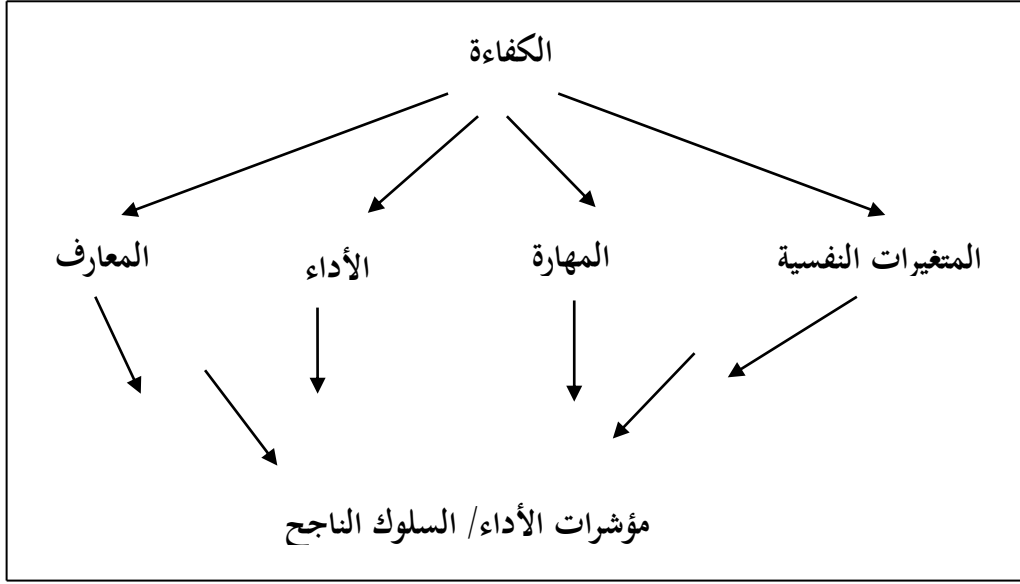 الكفاءة
المتغيرات النفسية
المهارة
الأداء
المعارف
مؤشرات الأداء/ السلوك الناجح